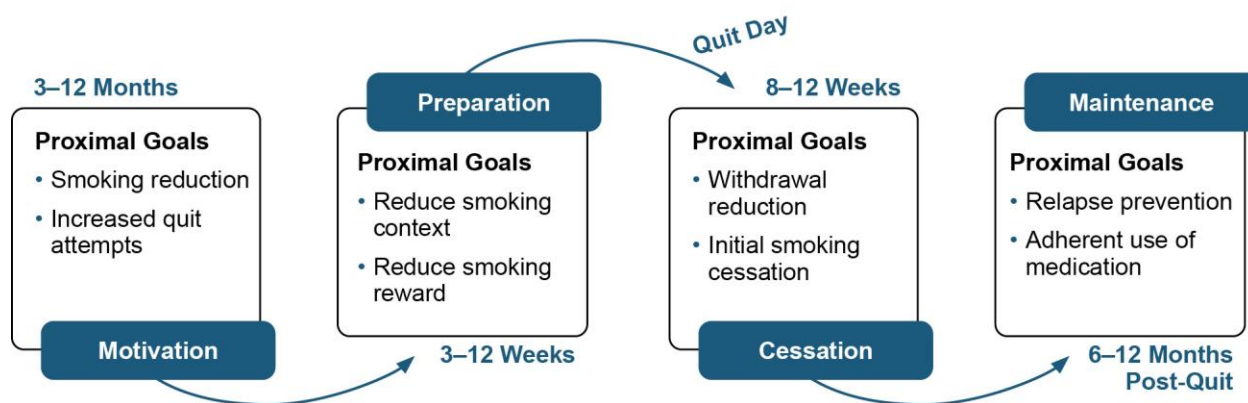 3–12 Months
Proximal Goals
• Smoking reduction
• Increased quit
attempts
Motivation
Preparation
Proximal Goals
• Reduce smoking
context
• Reduce smoking
reward
3–12 Weeks
Quit Day
8–12 Weeks
Proximal Goals
• Withdrawal
reduction
• Initial smoking
cessation
Cessation
Maintenance
Proximal Goals
• Relapse prevention
• Adherent use of
medication
6–12 Months
Post-Quit